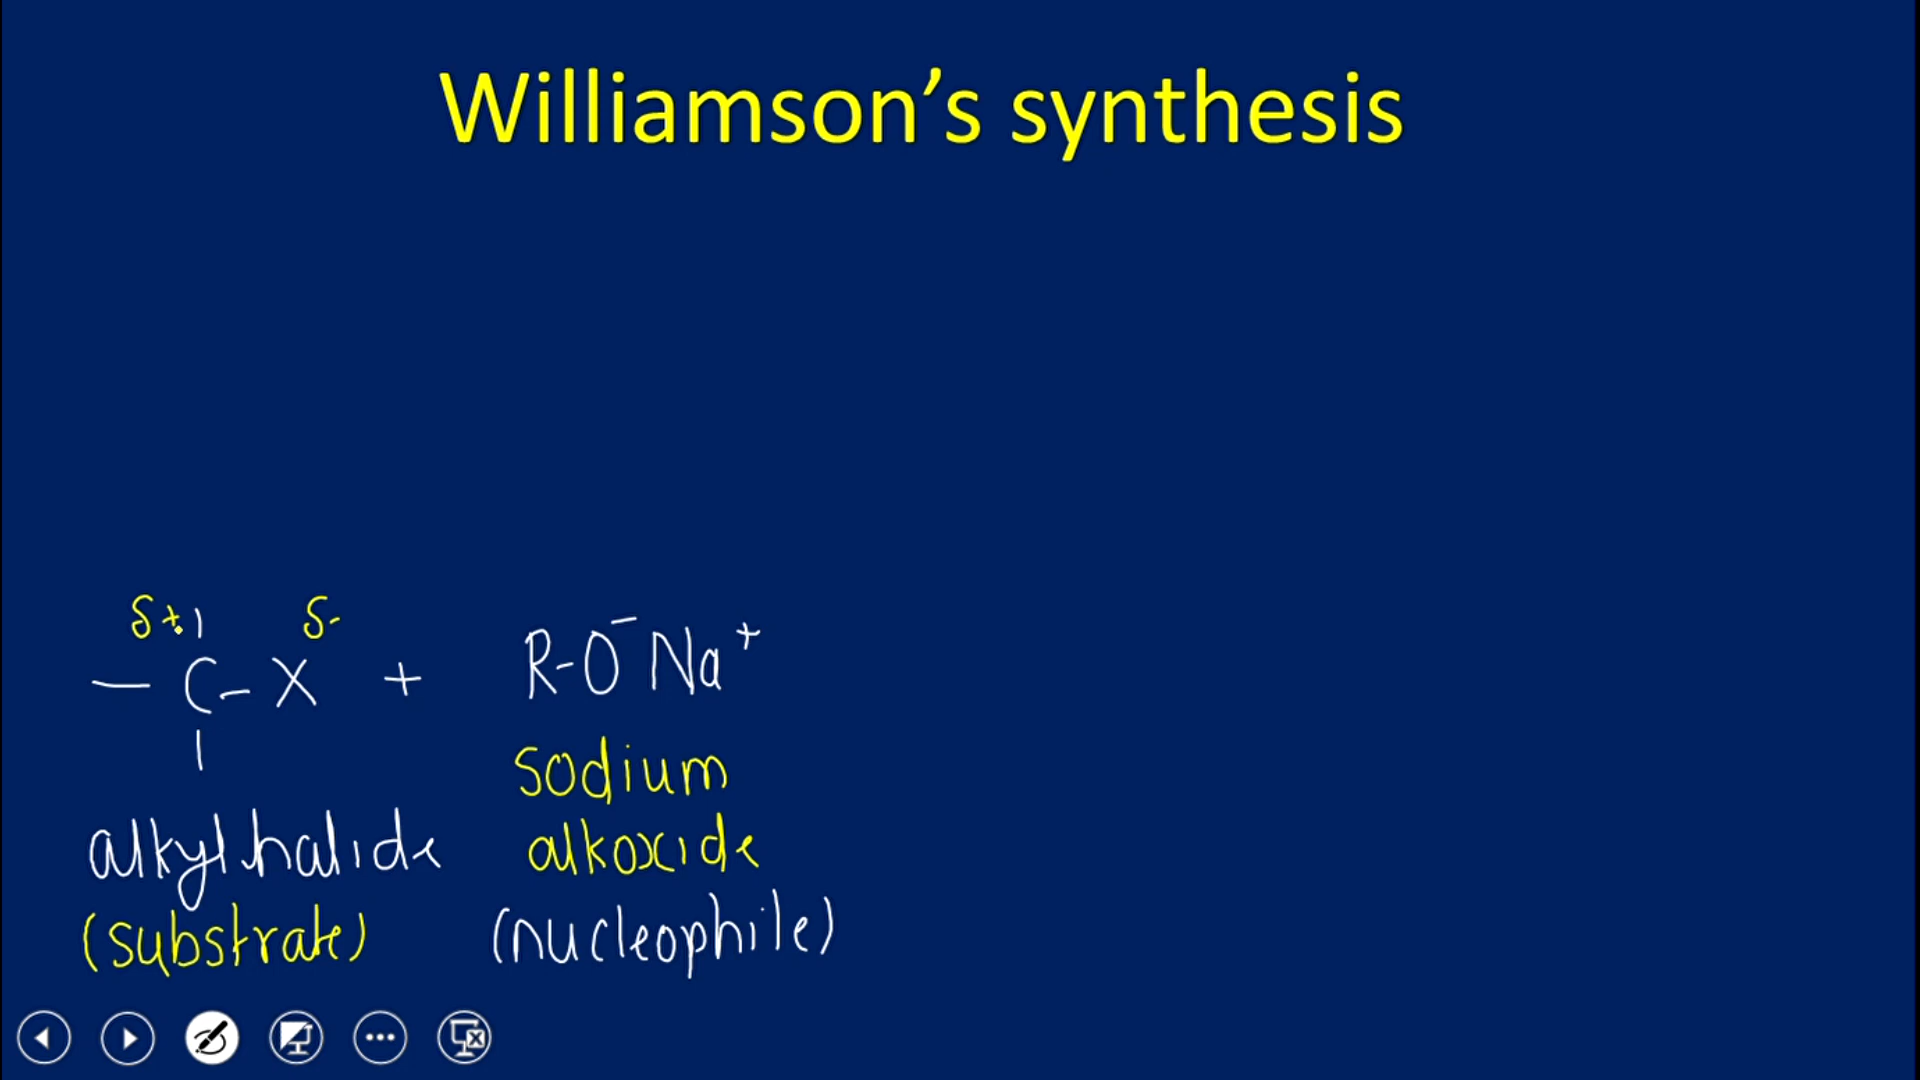 Williamson’s synthesis
δ+ δ-
— C - X + R-O⁻ Na⁺
sodium
alkyl halide alkoxide
(substrate) (nucleophile)